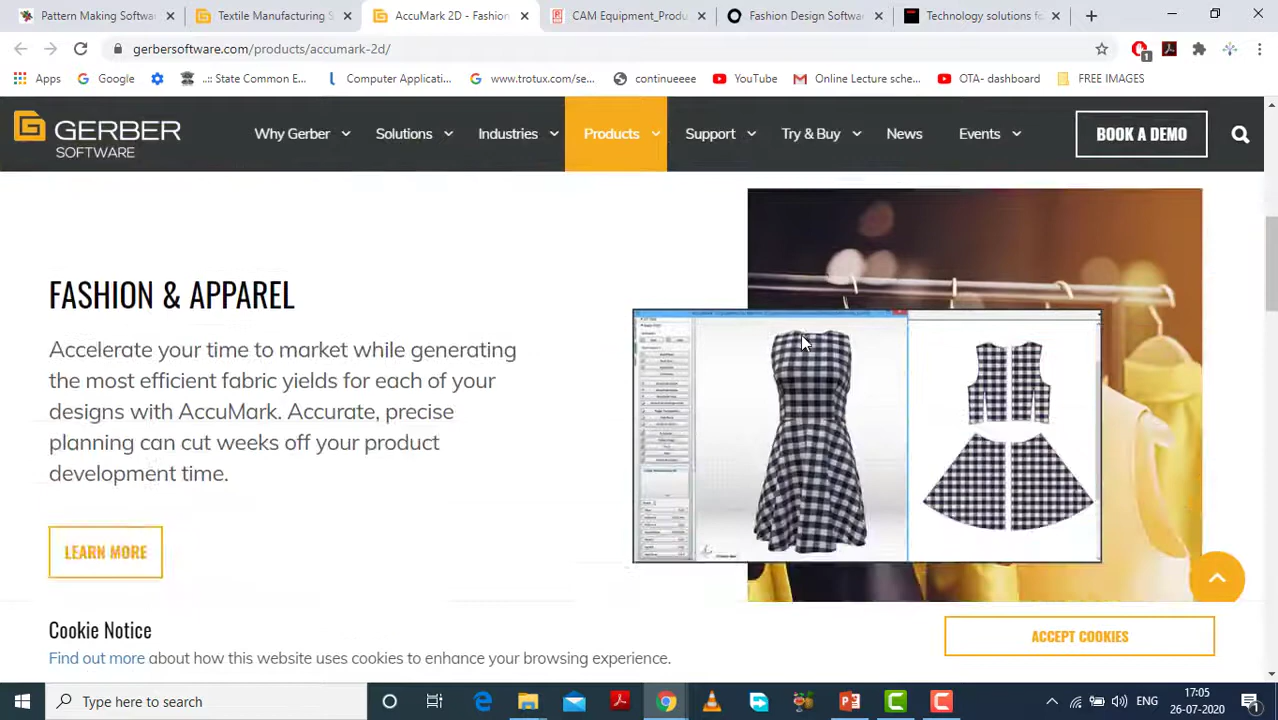 Pattern Making Softwar
Textile Manufacturing S
AccuMark 2D - Fashion
CAM Equipment_Produ
Fashion Design Softwar
Technology solutions fo
gerbersoftware.com/products/accumark-2d/
1
Apps
Google
..:: State Common E...
Computer Applicati...
www.trotux.com/se...
continueeee
YouTube
Online Lecture sche...
OTA- dashboard
FREE IMAGES
GERBER
SOFTWARE
Why Gerber
Solutions
Industries
Products
Support
Try & Buy
News
Events
BOOK A DEMO
FASHION & APPAREL
Accelerate your time to market while generating
the most efficient fabric yields for each of your
designs with AccuMark. Accurate, precise
planning can cut weeks off your product
development time.
LEARN MORE
Cookie Notice
Find out more about how this website uses cookies to enhance your browsing experience.
ACCEPT COOKIES
Type here to search
ENG
17:05
26-07-2020